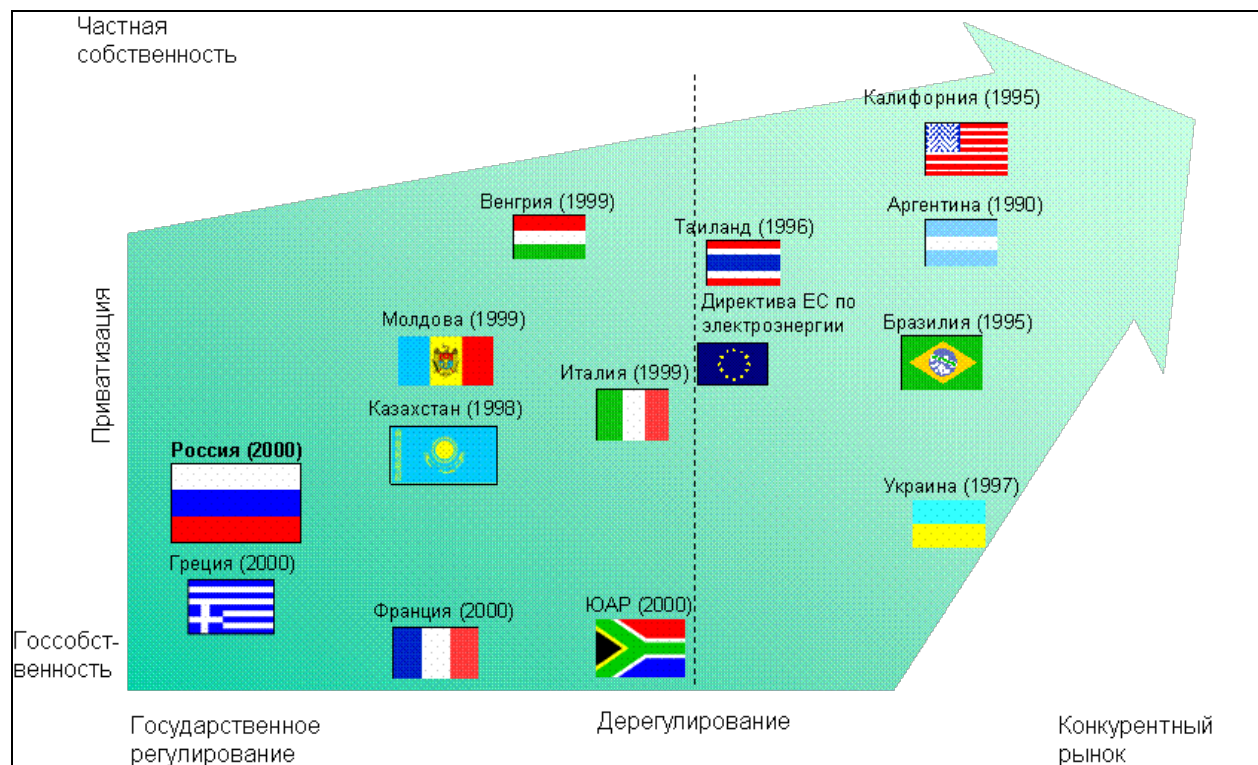 Частная
собственность
Калифорния (1995)
Венгрия (1999)
Аргентина (1990)
Таиланд (1996)
Директива ЕС по
электроэнергии
Молдова (1999)
Бразилия (1995)
Италия (1999)
Казахстан (1998)
Приватизация
Россия (2000)
Украина (1997)
Греция (2000)
Франция (2000)
ЮАР (2000)
Госсобст-
венность
Государственное
регулирование
Дерегулирование
Конкурентный
рынок